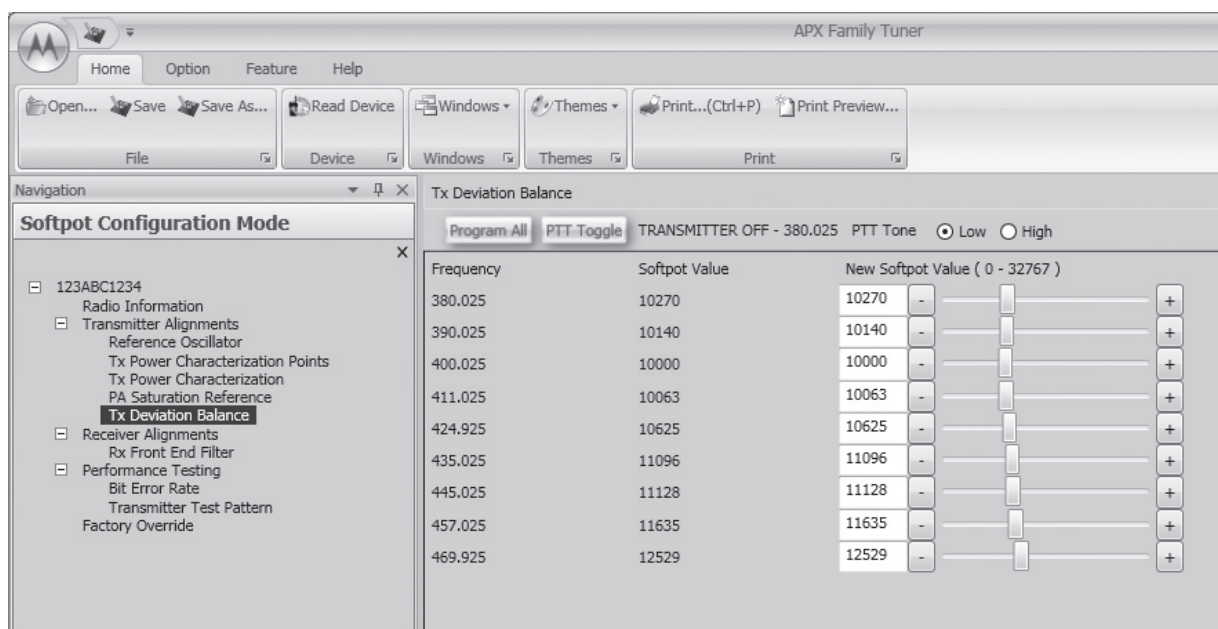 APX Family Tuner
Home Option Feature Help
Open... Save Save As... Read Device Windows Themes Print...(Ctrl+P) Print Preview...
File Device Windows Themes Print
Navigation
Softpot Configuration Mode
123ABC1234
Radio Information
Transmitter Alignments
Reference Oscillator
Tx Power Characterization Points
Tx Power Characterization
PA Saturation Reference
Tx Deviation Balance
Receiver Alignments
Rx Front End Filter
Performance Testing
Bit Error Rate
Transmitter Test Pattern
Factory Override
Tx Deviation Balance
Program All PTT Toggle TRANSMITTER OFF - 380.025 PTT Tone Low High
Frequency Softpot Value New Softpot Value ( 0 - 32767 )
380.025 10270 10270 - +
390.025 10140 10140 - +
400.025 10000 10000 - +
411.025 10063 10063 - +
424.925 10625 10625 - +
435.025 11096 11096 - +
445.025 11128 11128 - +
457.025 11635 11635 - +
469.925 12529 12529 - +